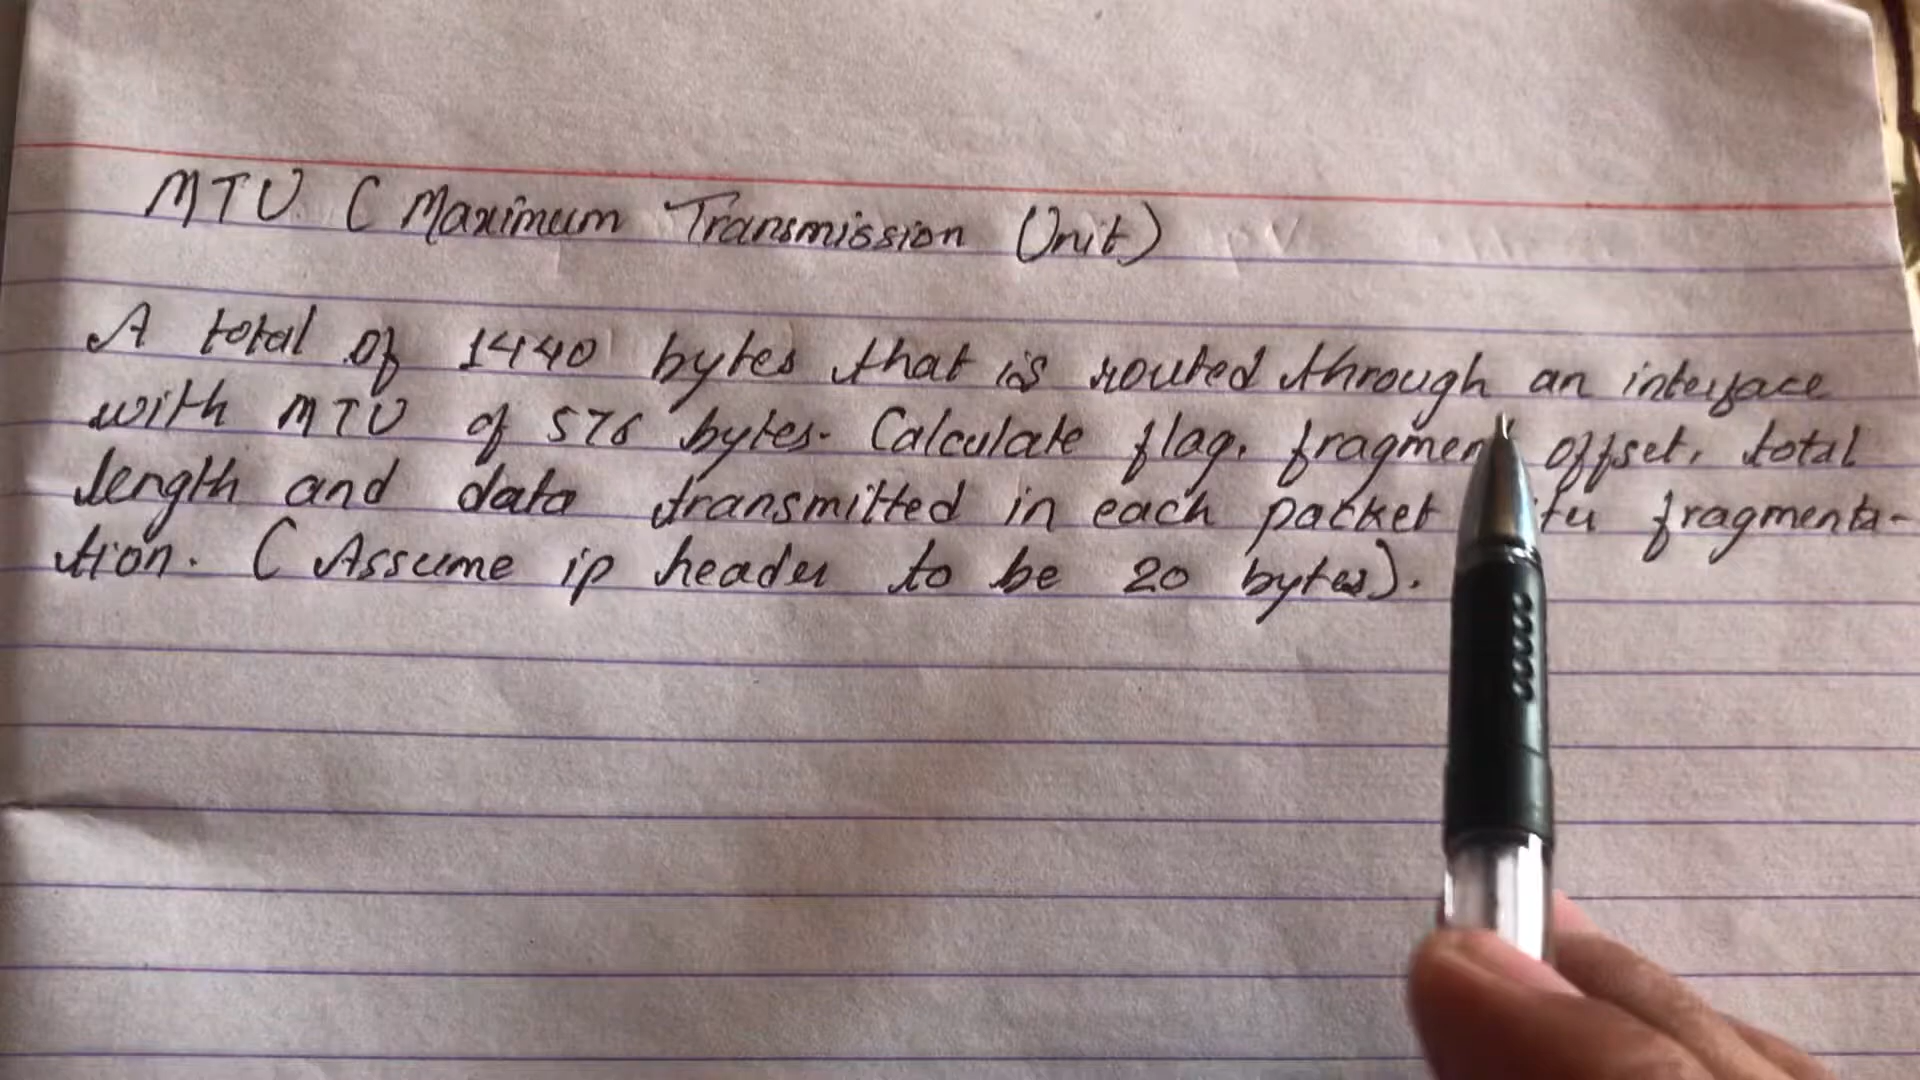 MTU (Maximum Transmission Unit)
A total of 1440 bytes that is routed through an interface
with MTU of 576 bytes. Calculate flag, fragment offset, total
length and data transmitted in each packet fragmenta-
tion. (Assume ip header to be 20 bytes).